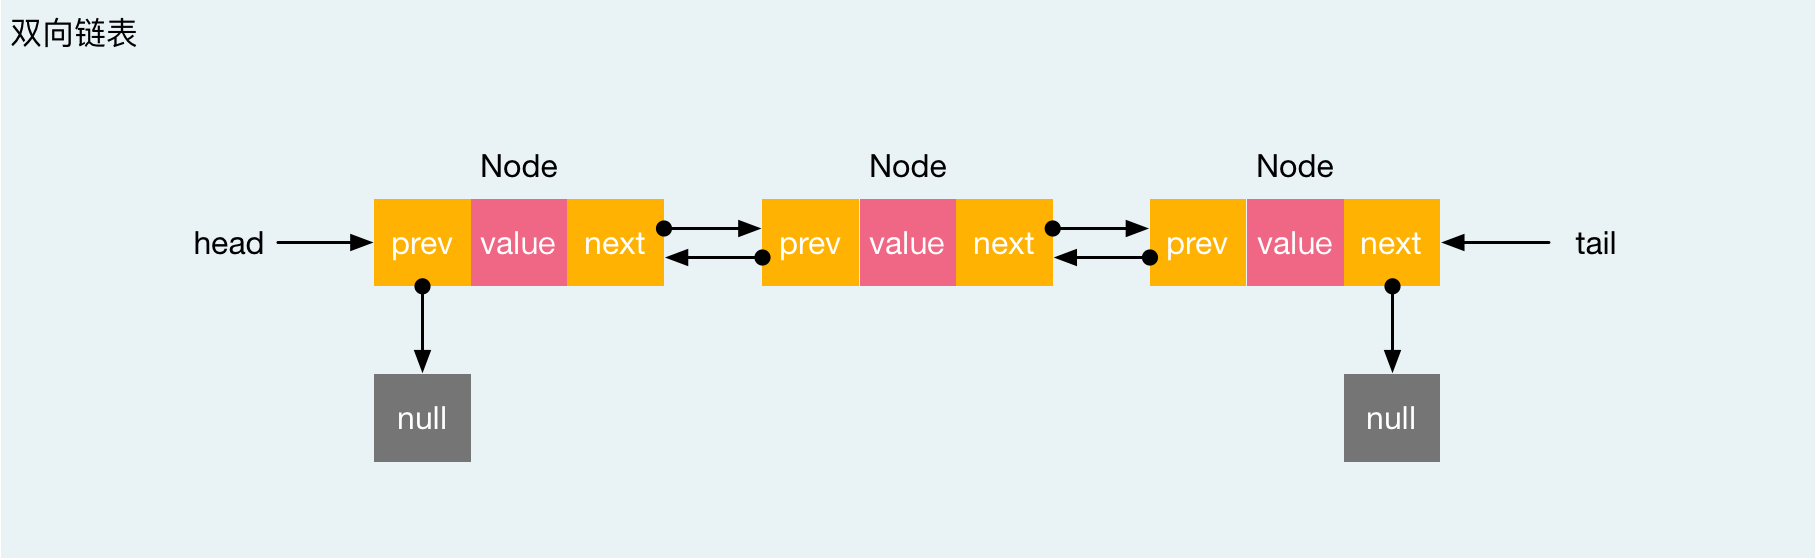 双向链表
Node Node Node
head prev value next prev value next prev value next tail
null null